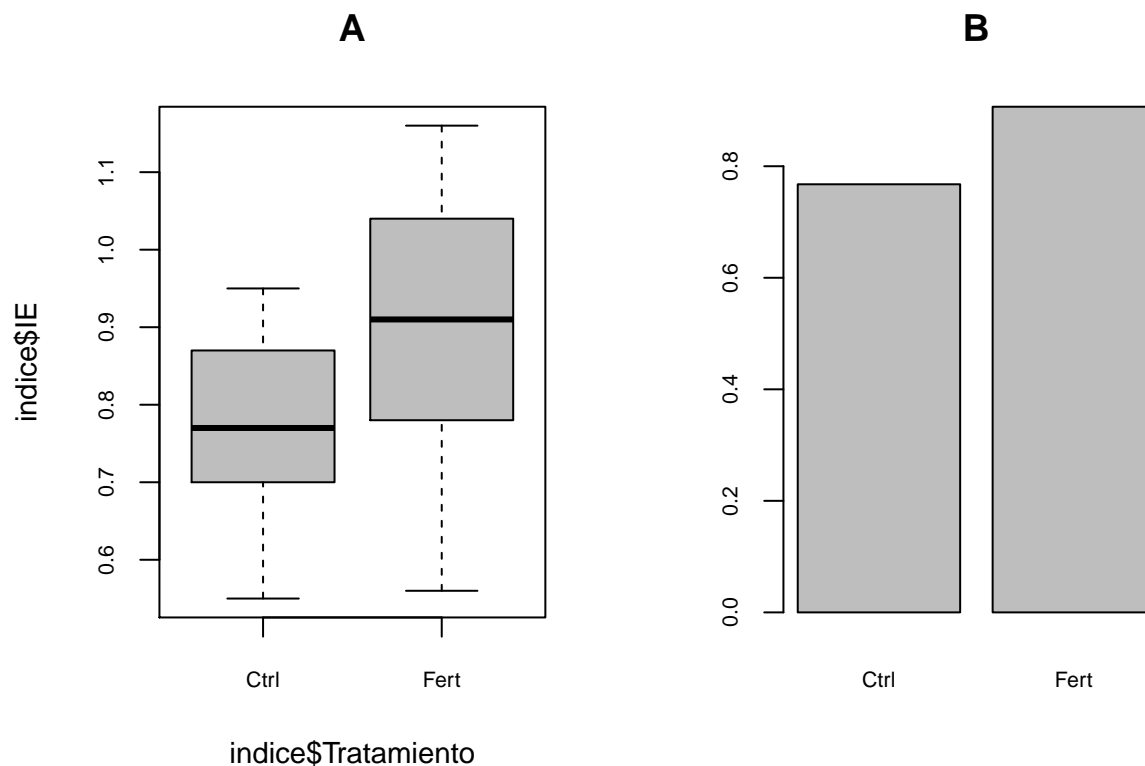 A
indice$IE
1.1
1.0
0.9
0.8
0.7
0.6
Ctrl
Fert
indice$Tratamiento
B
0.8
0.6
0.4
0.2
0.0
Ctrl
Fert